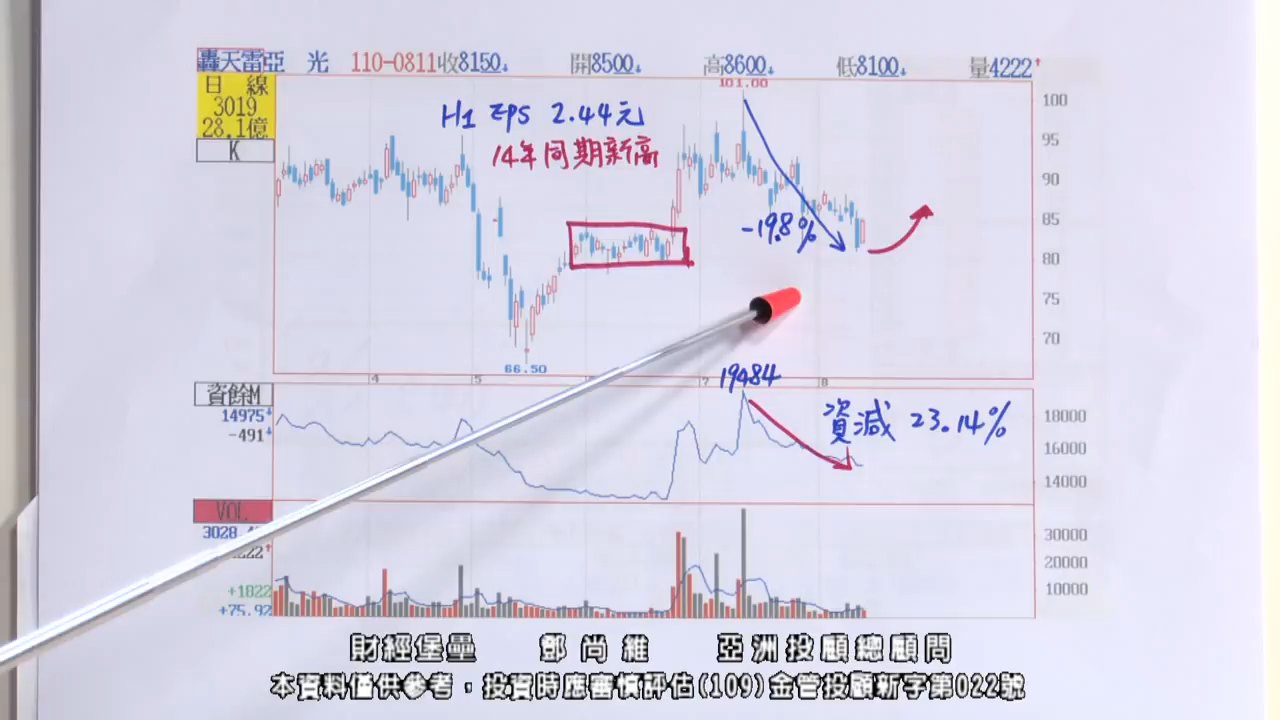 轟天雷亞 光 110-0811收8150↓ 開8500↓ 高8600↓ 低8100↓ 量4222↑
日 線
3019
28.1億
K
101.00
H1 EPS 2.44元
14年同期新高
-19.8%
66.50
100
95
90
85
80
75
70
4 5 7 8
資餘M
14975↓
-491↓
19484
資減 23.14%
18000
16000
14000
VOL
3028
+1822
+75.92
30000
20000
10000
財經堡壘 鄧尚維 亞洲投顧總顧問
本資料僅供參考，投資時應審慎評估(109)金管投顧新字第022號